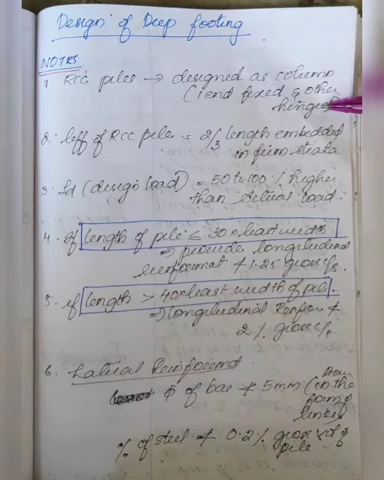 Design of Deep footing
NOTES
1 RCC piles → designed as column
(1 end fixed & other
hinged)
2. leff of RCC pile = 2/3 length embedded
in firm strata
3. ld (design load) = 50 to 100 % higher
than actual load.
4. If length of pile ≤ 30 x least width
⇒ provide longitudinal
reinforcement ≮ 1.25 gross c/s.
5. if length > 40 x least width of pile
⇒ longitudinal
2 % gross c/s
6. Lateral Reinforcement
ϕ of bar ≮ 5mm (in the
form of
links)
% of steel ≮ 0.2 % gross
pile